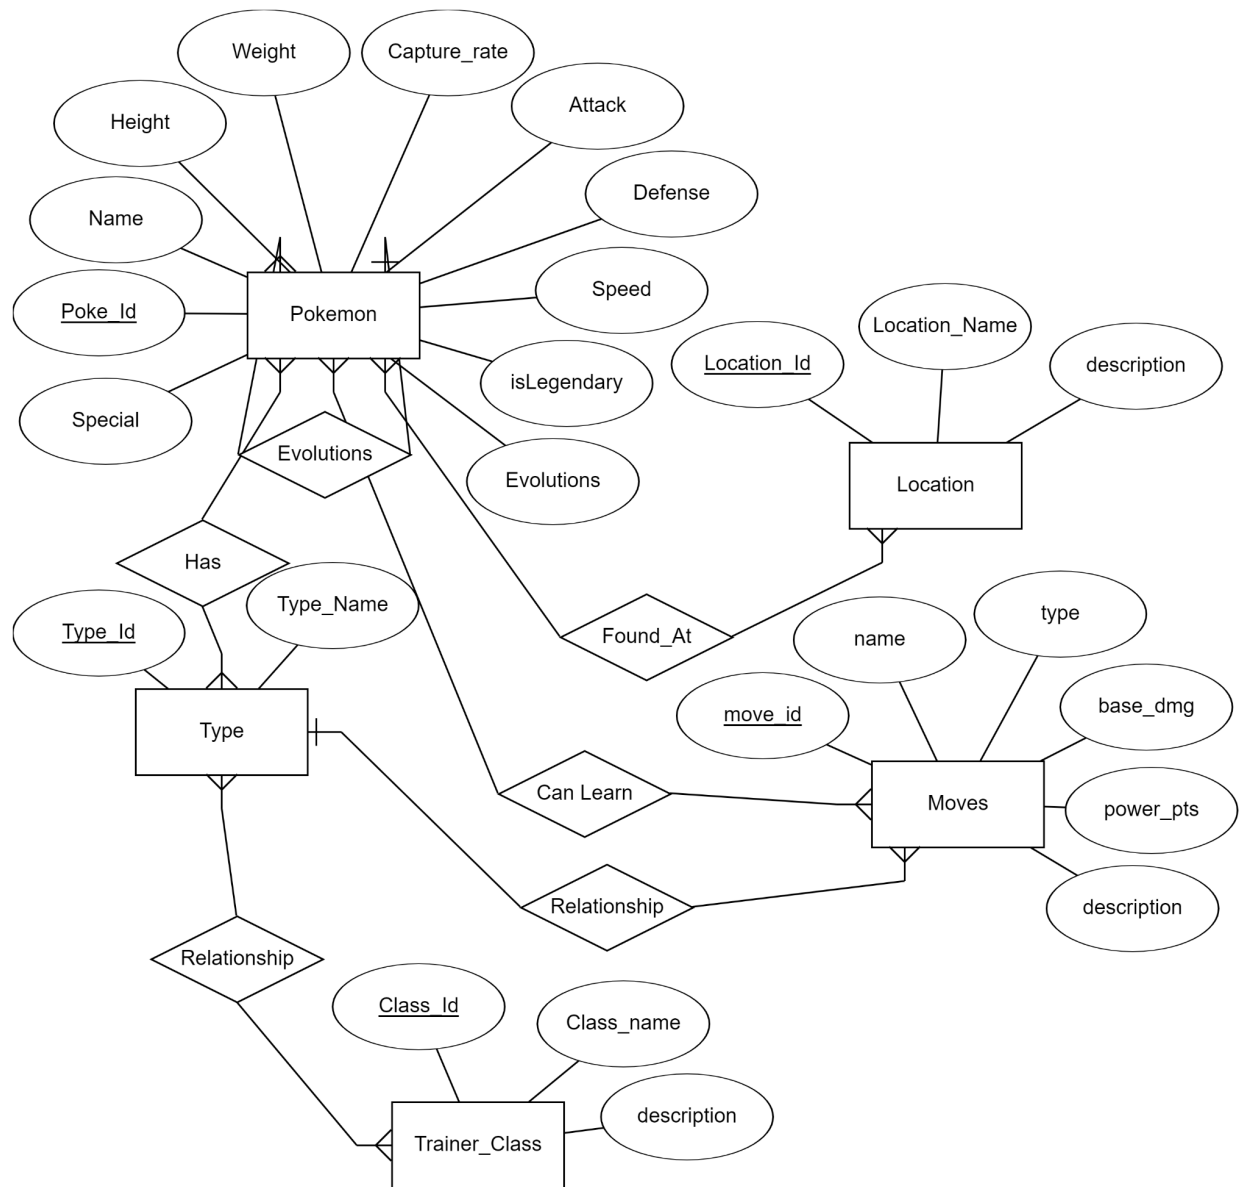 Weight
Capture_rate
Attack
Height
Defense
Name
Speed
Poke_Id
Pokemon
Location_Name
Location_Id
description
isLegendary
Special
Evolutions
Evolutions
Location
Has
Type_Name
type
Type_Id
Found_At
name
base_dmg
move_id
Type
Can Learn
Moves
power_pts
Relationship
description
Relationship
Class_Id
Class_name
description
Trainer_Class